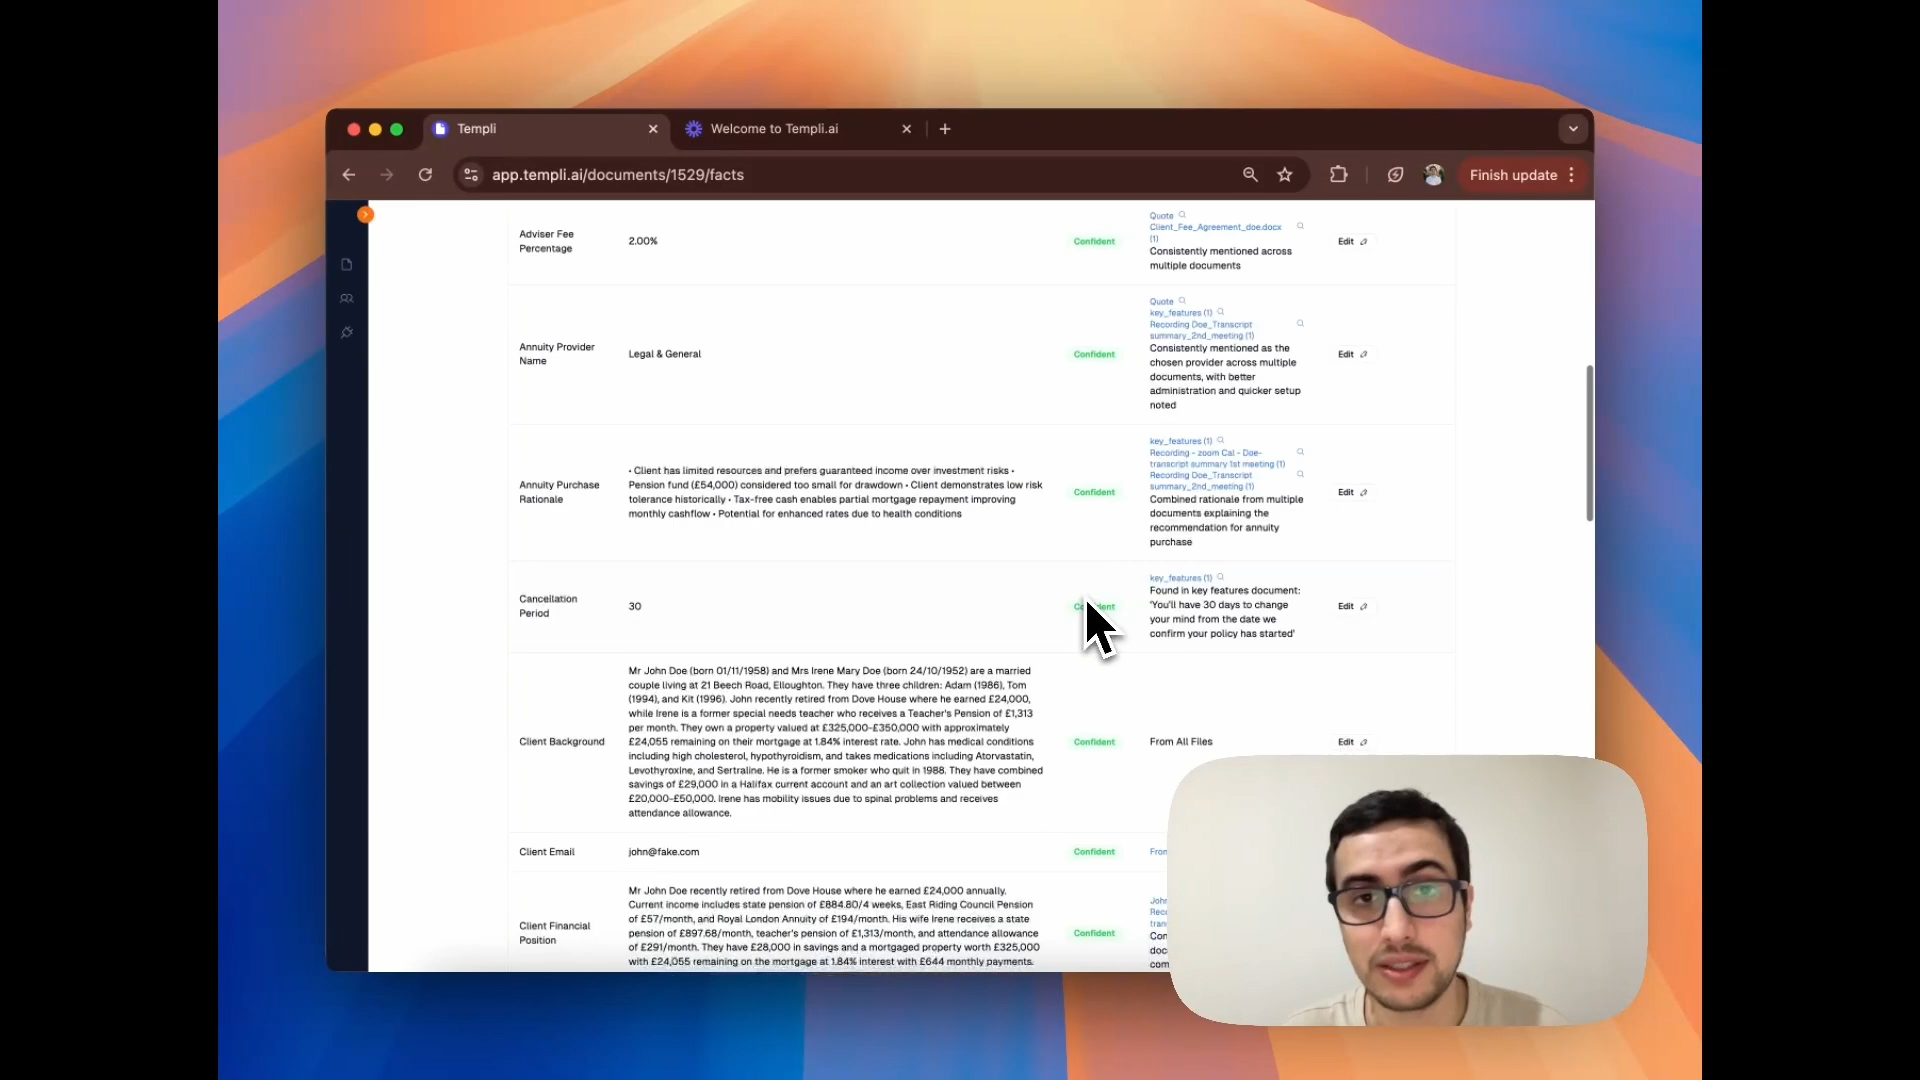 Templi
Welcome to Templi.ai
app.templi.ai/documents/1529/facts
Finish update
Adviser Fee
Percentage
2.00%
Confident
Quote
Client_Fee_Agreement_doe.docx
(1)
Consistently mentioned across
multiple documents
Edit
Annuity Provider
Name
Legal & General
Confident
Quote
key_features (1)
Recording Doe_Transcript
summary_2nd_meeting (1)
Consistently mentioned as the
chosen provider across multiple
documents, with better
administration and quicker setup
noted
Edit
Annuity Purchase
Rationale
• Client has limited resources and prefers guaranteed income over investment risks •
Pension fund (£54,000) considered too small for drawdown • Client demonstrates low risk
tolerance historically • Tax-free cash enables partial mortgage repayment improving
monthly cashflow • Potential for enhanced rates due to health conditions
Confident
key_features (1)
Recording - zoom Cal - Doe-
transcript summary 1st meeting (1)
Recording Doe_Transcript
summary_2nd_meeting (1)
Combined rationale from multiple
documents explaining the
recommendation for annuity
purchase
Edit
Cancellation
Period
30
key_features (1)
Found in key features document:
'You'll have 30 days to change
your mind from the date we
confirm your policy has started'
Edit
Client Background
Mr John Doe (born 01/11/1958) and Mrs Irene Mary Doe (born 24/10/1952) are a married
couple living at 21 Beech Road, Elloughton. They have three children: Adam (1986), Tom
(1994), and Kit (1996). John recently retired from Dove House where he earned £24,000,
while Irene is a former special needs teacher who receives a Teacher's Pension of £1,313
per month. They own a property valued at £325,000-£350,000 with approximately
£24,055 remaining on their mortgage at 1.84% interest rate. John has medical conditions
including high cholesterol, hypothyroidism, and takes medications including Atorvastatin,
Levothyroxine, and Sertraline. He is a former smoker who quit in 1988. They have combined
savings of £29,000 in a Halifax current account and an art collection valued between
£20,000-£50,000. Irene has mobility issues due to spinal problems and receives
attendance allowance.
Confident
From All Files
Edit
Client Email
john@fake.com
Confident
Client Financial
Position
Mr John Doe recently retired from Dove House where he earned £24,000 annually.
Current income includes state pension of £884.80/4 weeks, East Riding Council Pension
of £57/month, and Royal London Annuity of £194/month. His wife Irene receives a state
pension of £897.68/month, teacher's pension of £1,313/month, and attendance allowance
of £291/month. They have £28,000 in savings and a mortgaged property worth £325,000
with £24,055 remaining on the mortgage at 1.84% interest with £644 monthly payments.
Confident